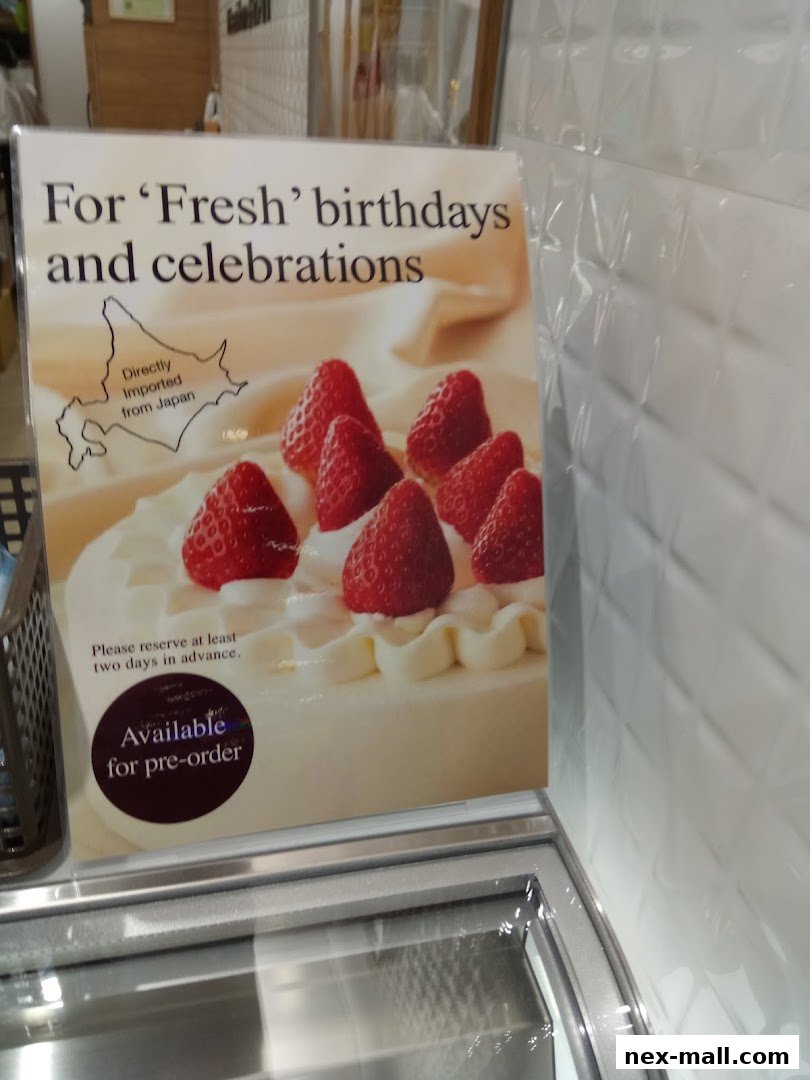 For ‘Fresh’ birthdays
and celebrations
Directly
Imported
from Japan
Please reserve at least
two days in advance.
Available
for pre-order
nex-mall.com